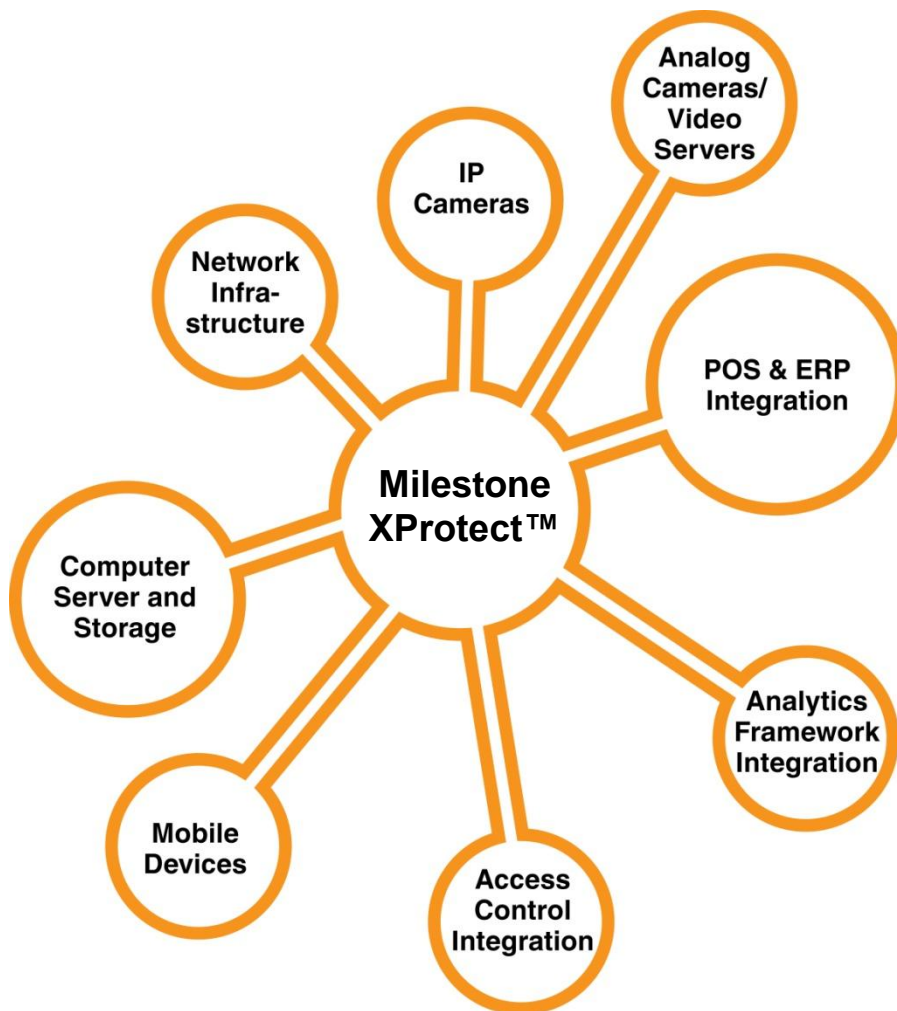 Analog
Cameras/
Video
Servers
IP
Cameras
Network
Infra-
structure
POS & ERP
Integration
Milestone
XProtect™
Computer
Server and
Storage
Analytics
Framework
Integration
Mobile
Devices
Access
Control
Integration